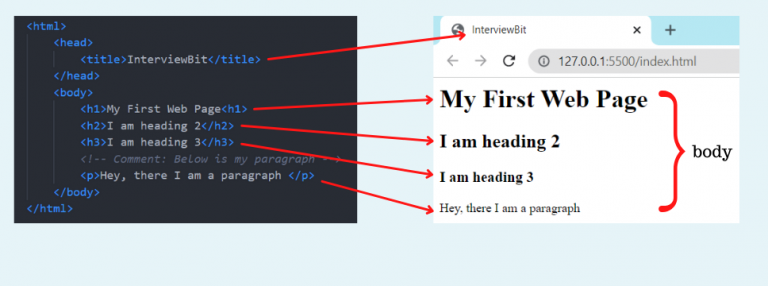 <html>
<head>
<title>InterviewBit</title>
</head>
<body>
<h1>My First Web Page<h1>
<h2>I am heading 2</h2>
<h3>I am heading 3</h3>
<!-- Comment: Below is my paragraph -->
<p>Hey, there I am a paragraph </p>
</body>
</html>
InterviewBit
127.0.0.1:5500/index.html
My First Web Page
I am heading 2
I am heading 3
Hey, there I am a paragraph
body